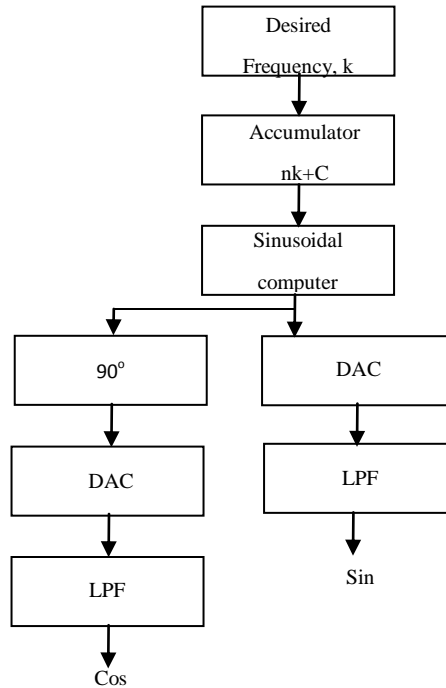 Desired
Frequency, k
Accumulator
nk+C
Sinusoidal
computer
90°
DAC
DAC
LPF
LPF
Sin
Cos